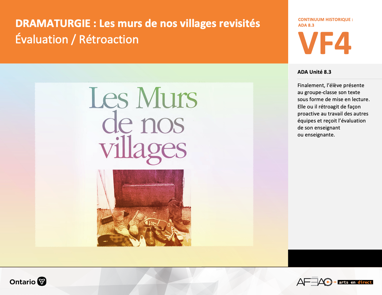 DRAMATURGIE : Les murs de nos villages revisités
Évaluation / Rétroaction
CONTINUUM HISTORIQUE :
ADA 8.3
VF4
ADA Unité 8.3
Finalement, l'élève présente
au groupe-classe son texte
sous forme de mise en lecture.
Elle ou il rétroagit de façon
proactive au travail des autres
équipes et reçoit l'évaluation
de son enseignant
ou enseignante.
Les Murs
de nos
villages
Ontario
AFÉAO
arts en direct